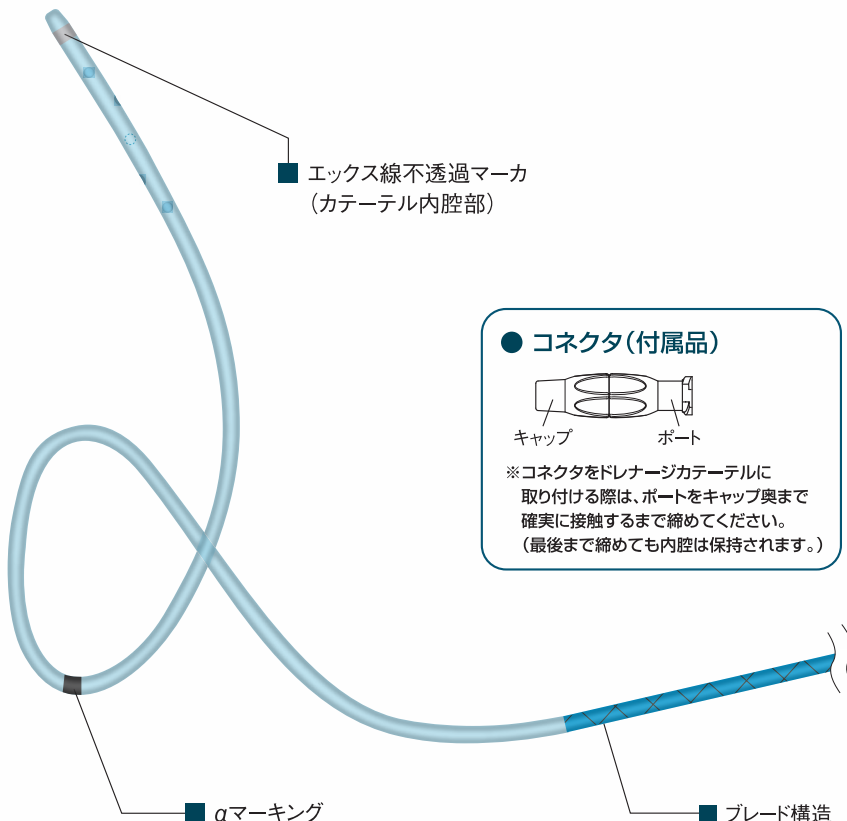 エックス線不透過マーカ
（カテーテル内腔部）
● コネクタ（付属品）
キャップ
ポート
※コネクタをドレナージカテーテルに
取り付ける際は、ポートをキャップ奥まで
確実に接触するまで締めてください。
（最後まで締めても内腔は保持されます。）
αマーキング
ブレード構造